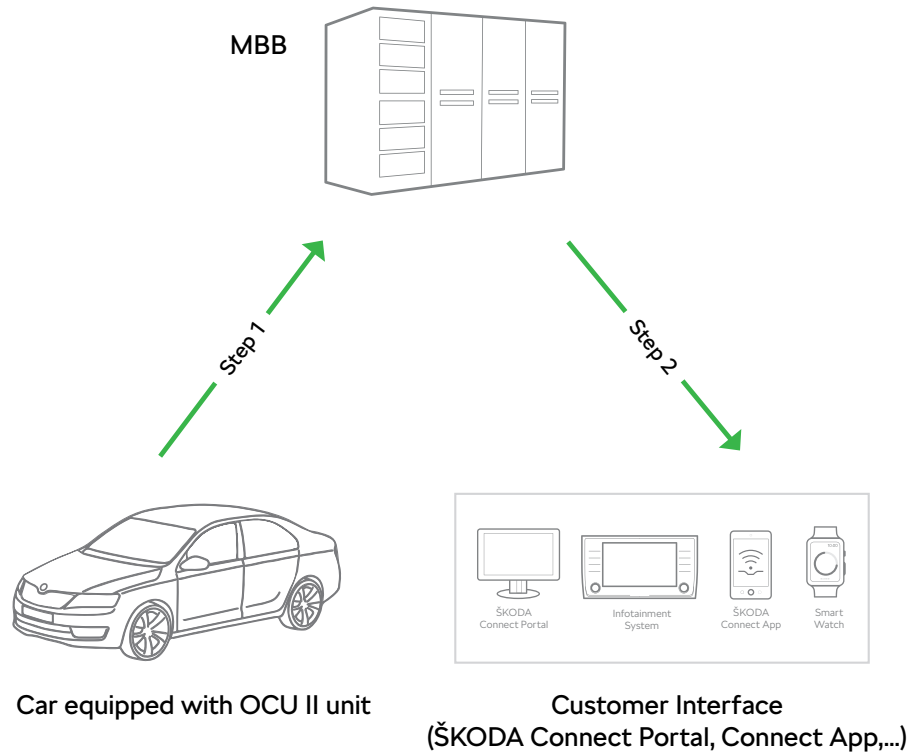 MBB
Step 1
Step 2
ŠKODA
Connect Portal
Infotainment
System
ŠKODA
Connect App
Smart
Watch
Car equipped with OCU II unit
Customer Interface
(ŠKODA Connect Portal, Connect App,...)